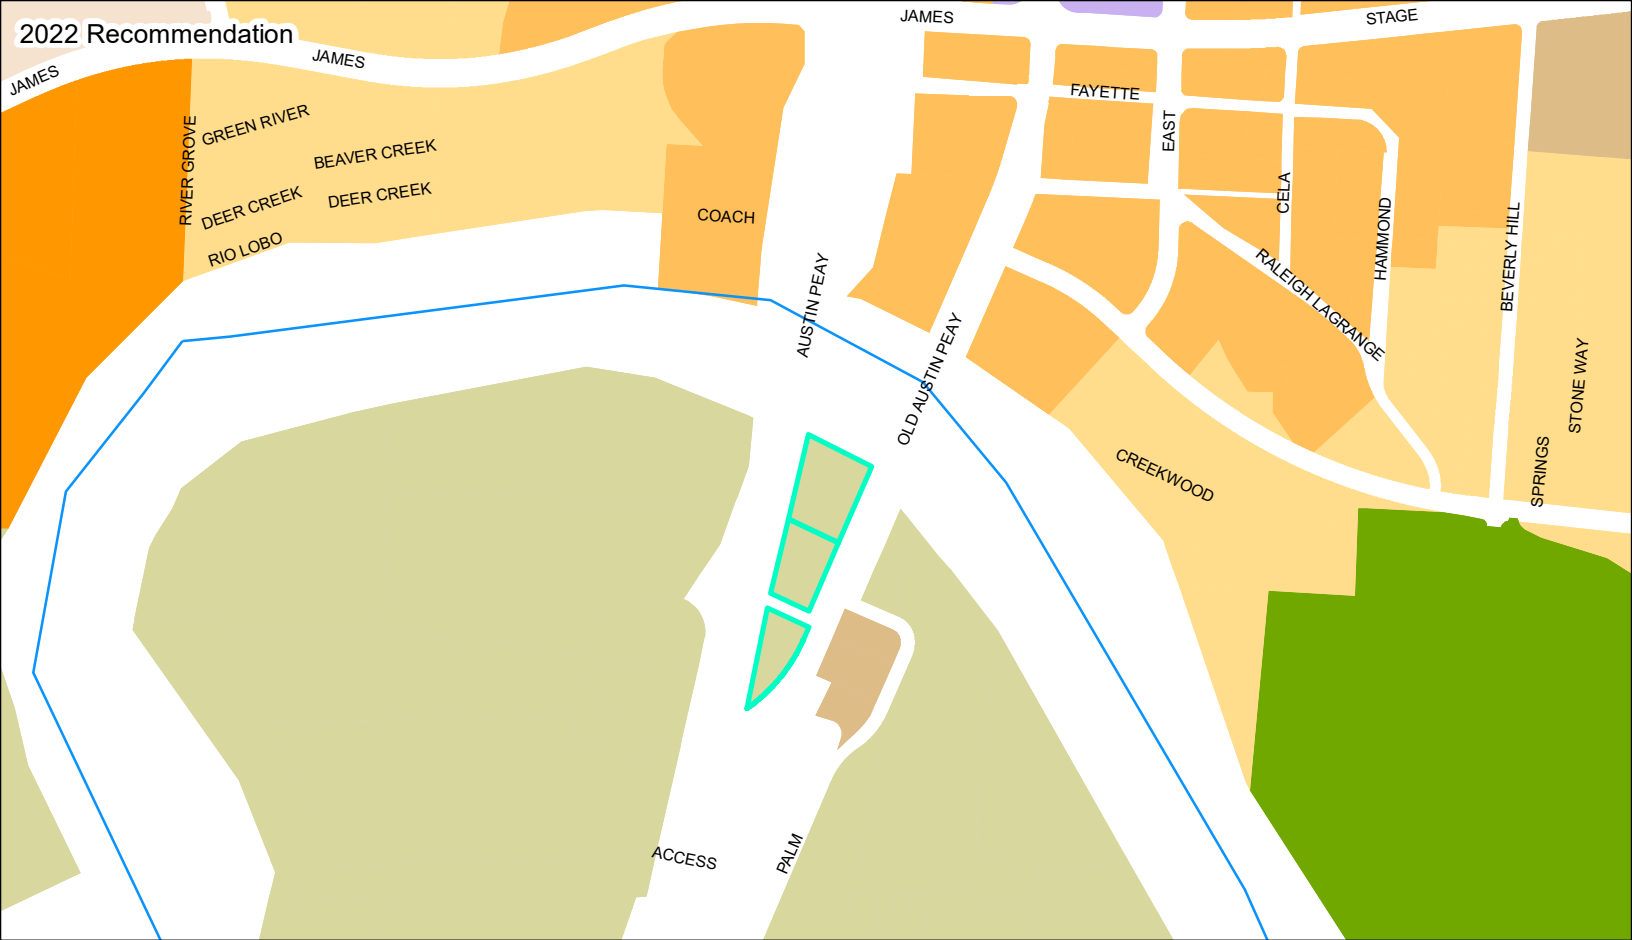 2022 Recommendation
JAMES
JAMES
JAMES
STAGE
FAYETTE
EAST
GREEN RIVER
RIVER GROVE
BEAVER CREEK
DEER CREEK
DEER CREEK
RIO LOBO
COACH
CELA
HAMMOND
BEVERLY HILL
RALEIGH LAGRANGE
AUSTIN PEAY
OLD AUSTIN PEAY
STONE WAY
SPRINGS
CREEKWOOD
ACCESS
PALM